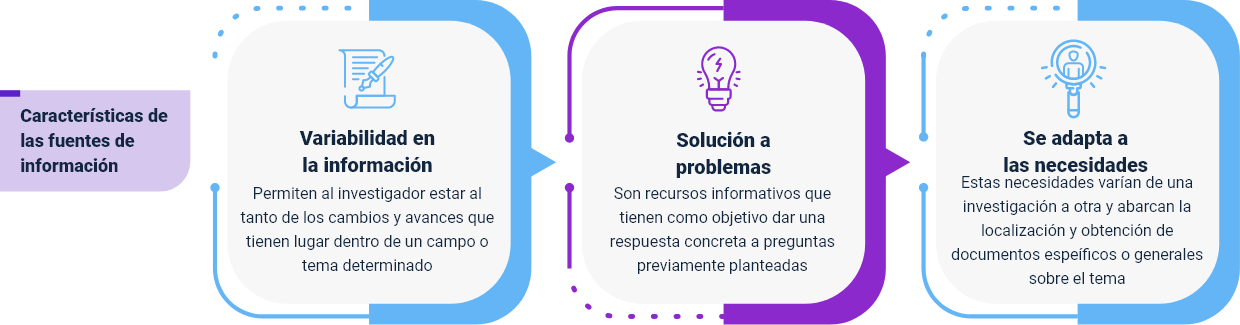 Características de
las fuentes de
información
Variabilidad en
la información
Permiten al investigador estar al
tanto de los cambios y avances que
tienen lugar dentro de un campo o
tema determinado
Solución a
problemas
Son recursos informativos que
tienen como objetivo dar una
respuesta concreta a preguntas
previamente planteadas
Se adapta a
las necesidades
Estas necesidades varían de una
investigación a otra y abarcan la
localización y obtención de
documentos espeíficos o generales
sobre el tema